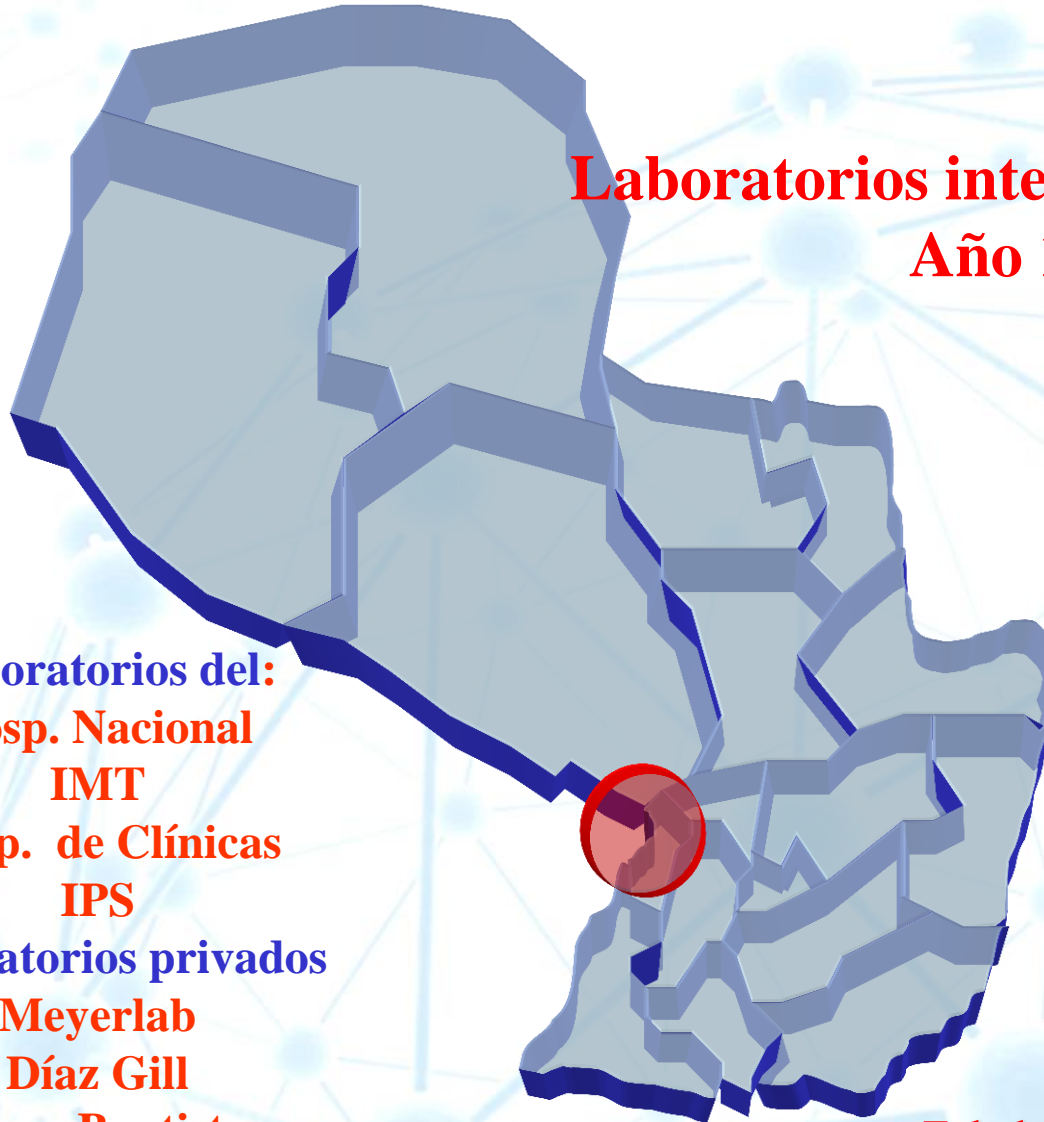 Laboratorios inte
Año
oratorios del:
osp. Nacional
IMT
p. de Clínicas
IPS
atorios privados
Meyerlab
Díaz Gill